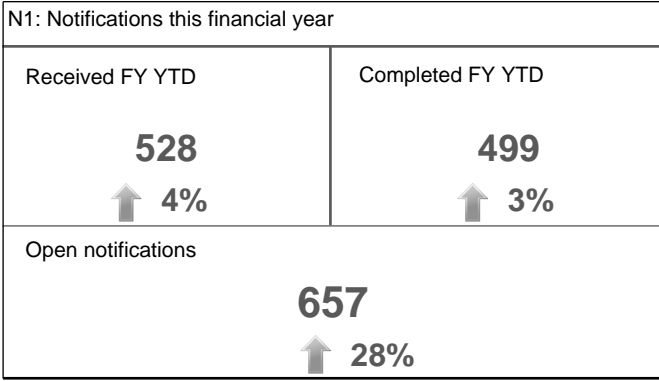 N1: Notifications this financial year
Received FY YTD
528
4%
Completed FY YTD
499
3%
Open notifications
657
28%